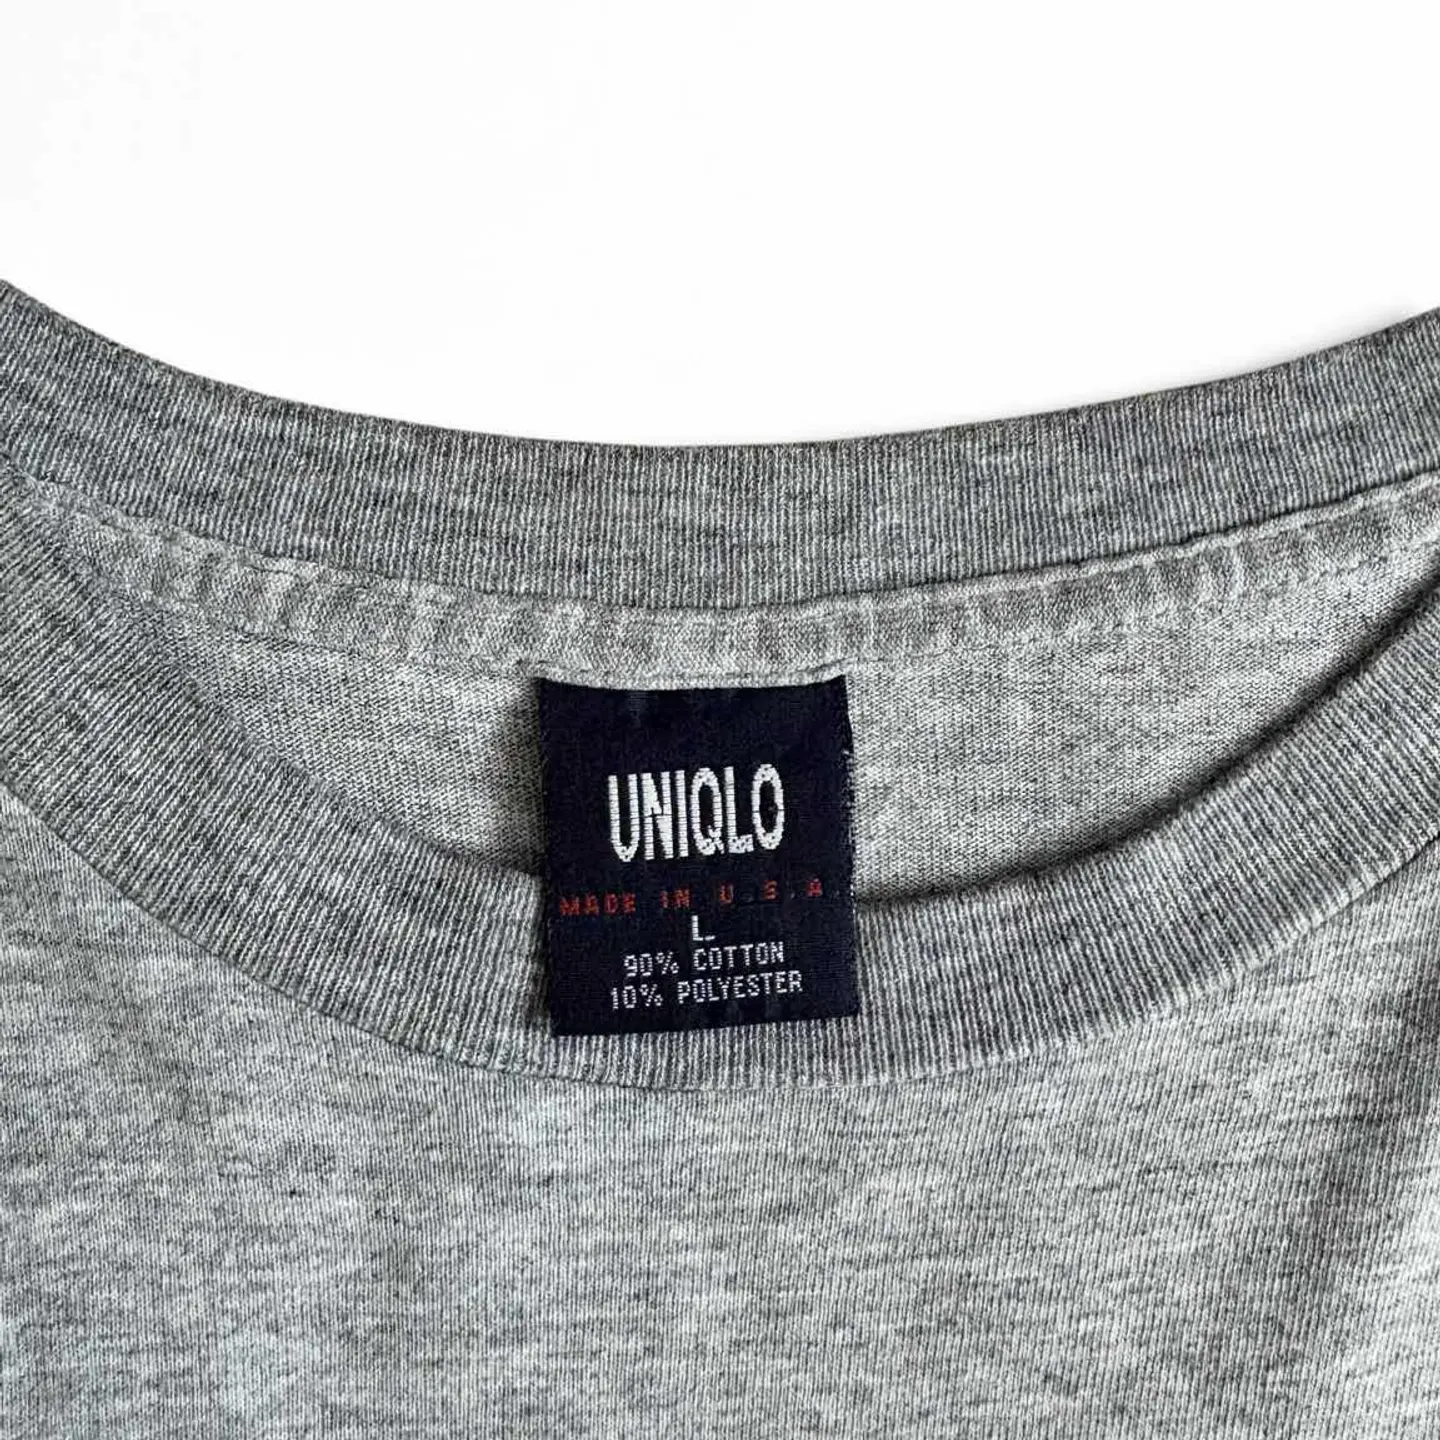 UNIQLO
MADE IN U.S.A.
L
90% COTTON
10% POLYESTER